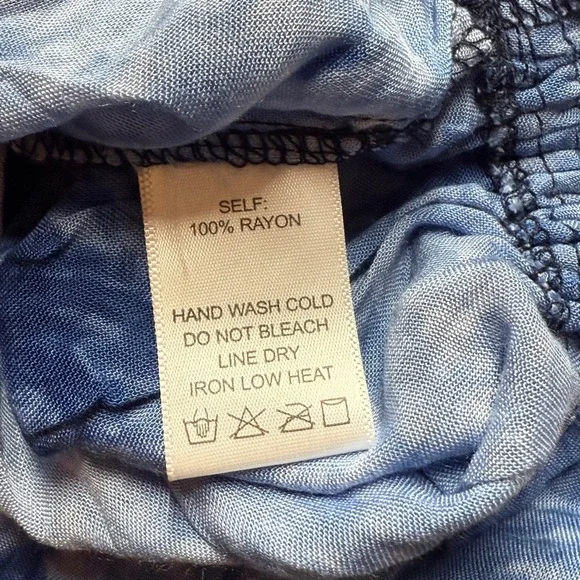 SELF:
100% RAYON
HAND WASH COLD
DO NOT BLEACH
LINE DRY
IRON LOW HEAT